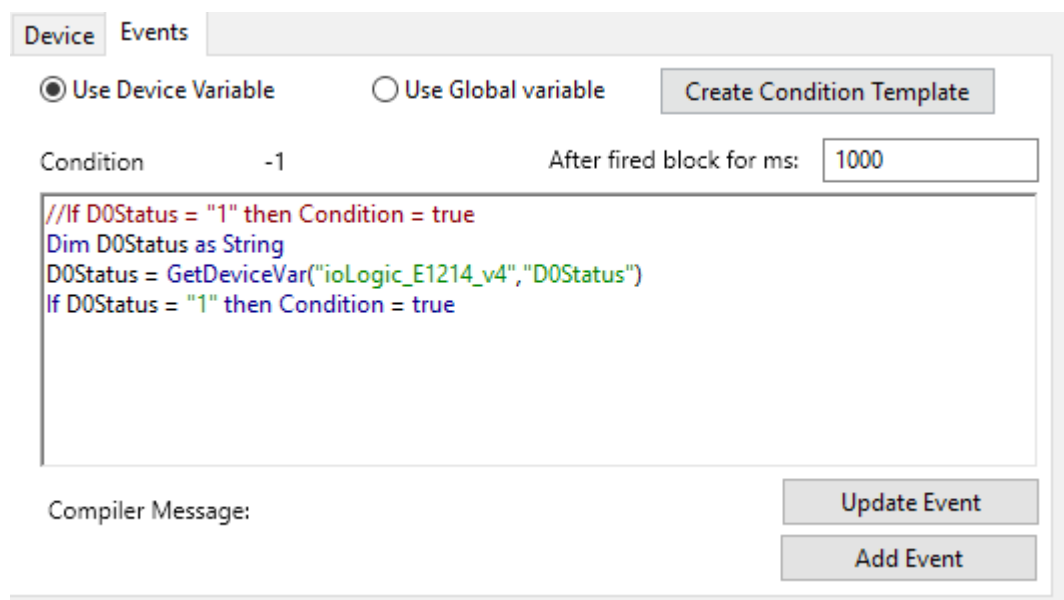 Device Events
Use Device Variable Use Global variable Create Condition Template
Condition -1 After fired block for ms: 1000
//If D0Status = "1" then Condition = true
Dim D0Status as String
D0Status = GetDeviceVar("ioLogic_E1214_v4","D0Status")
If D0Status = "1" then Condition = true
Compiler Message: Update Event
Add Event